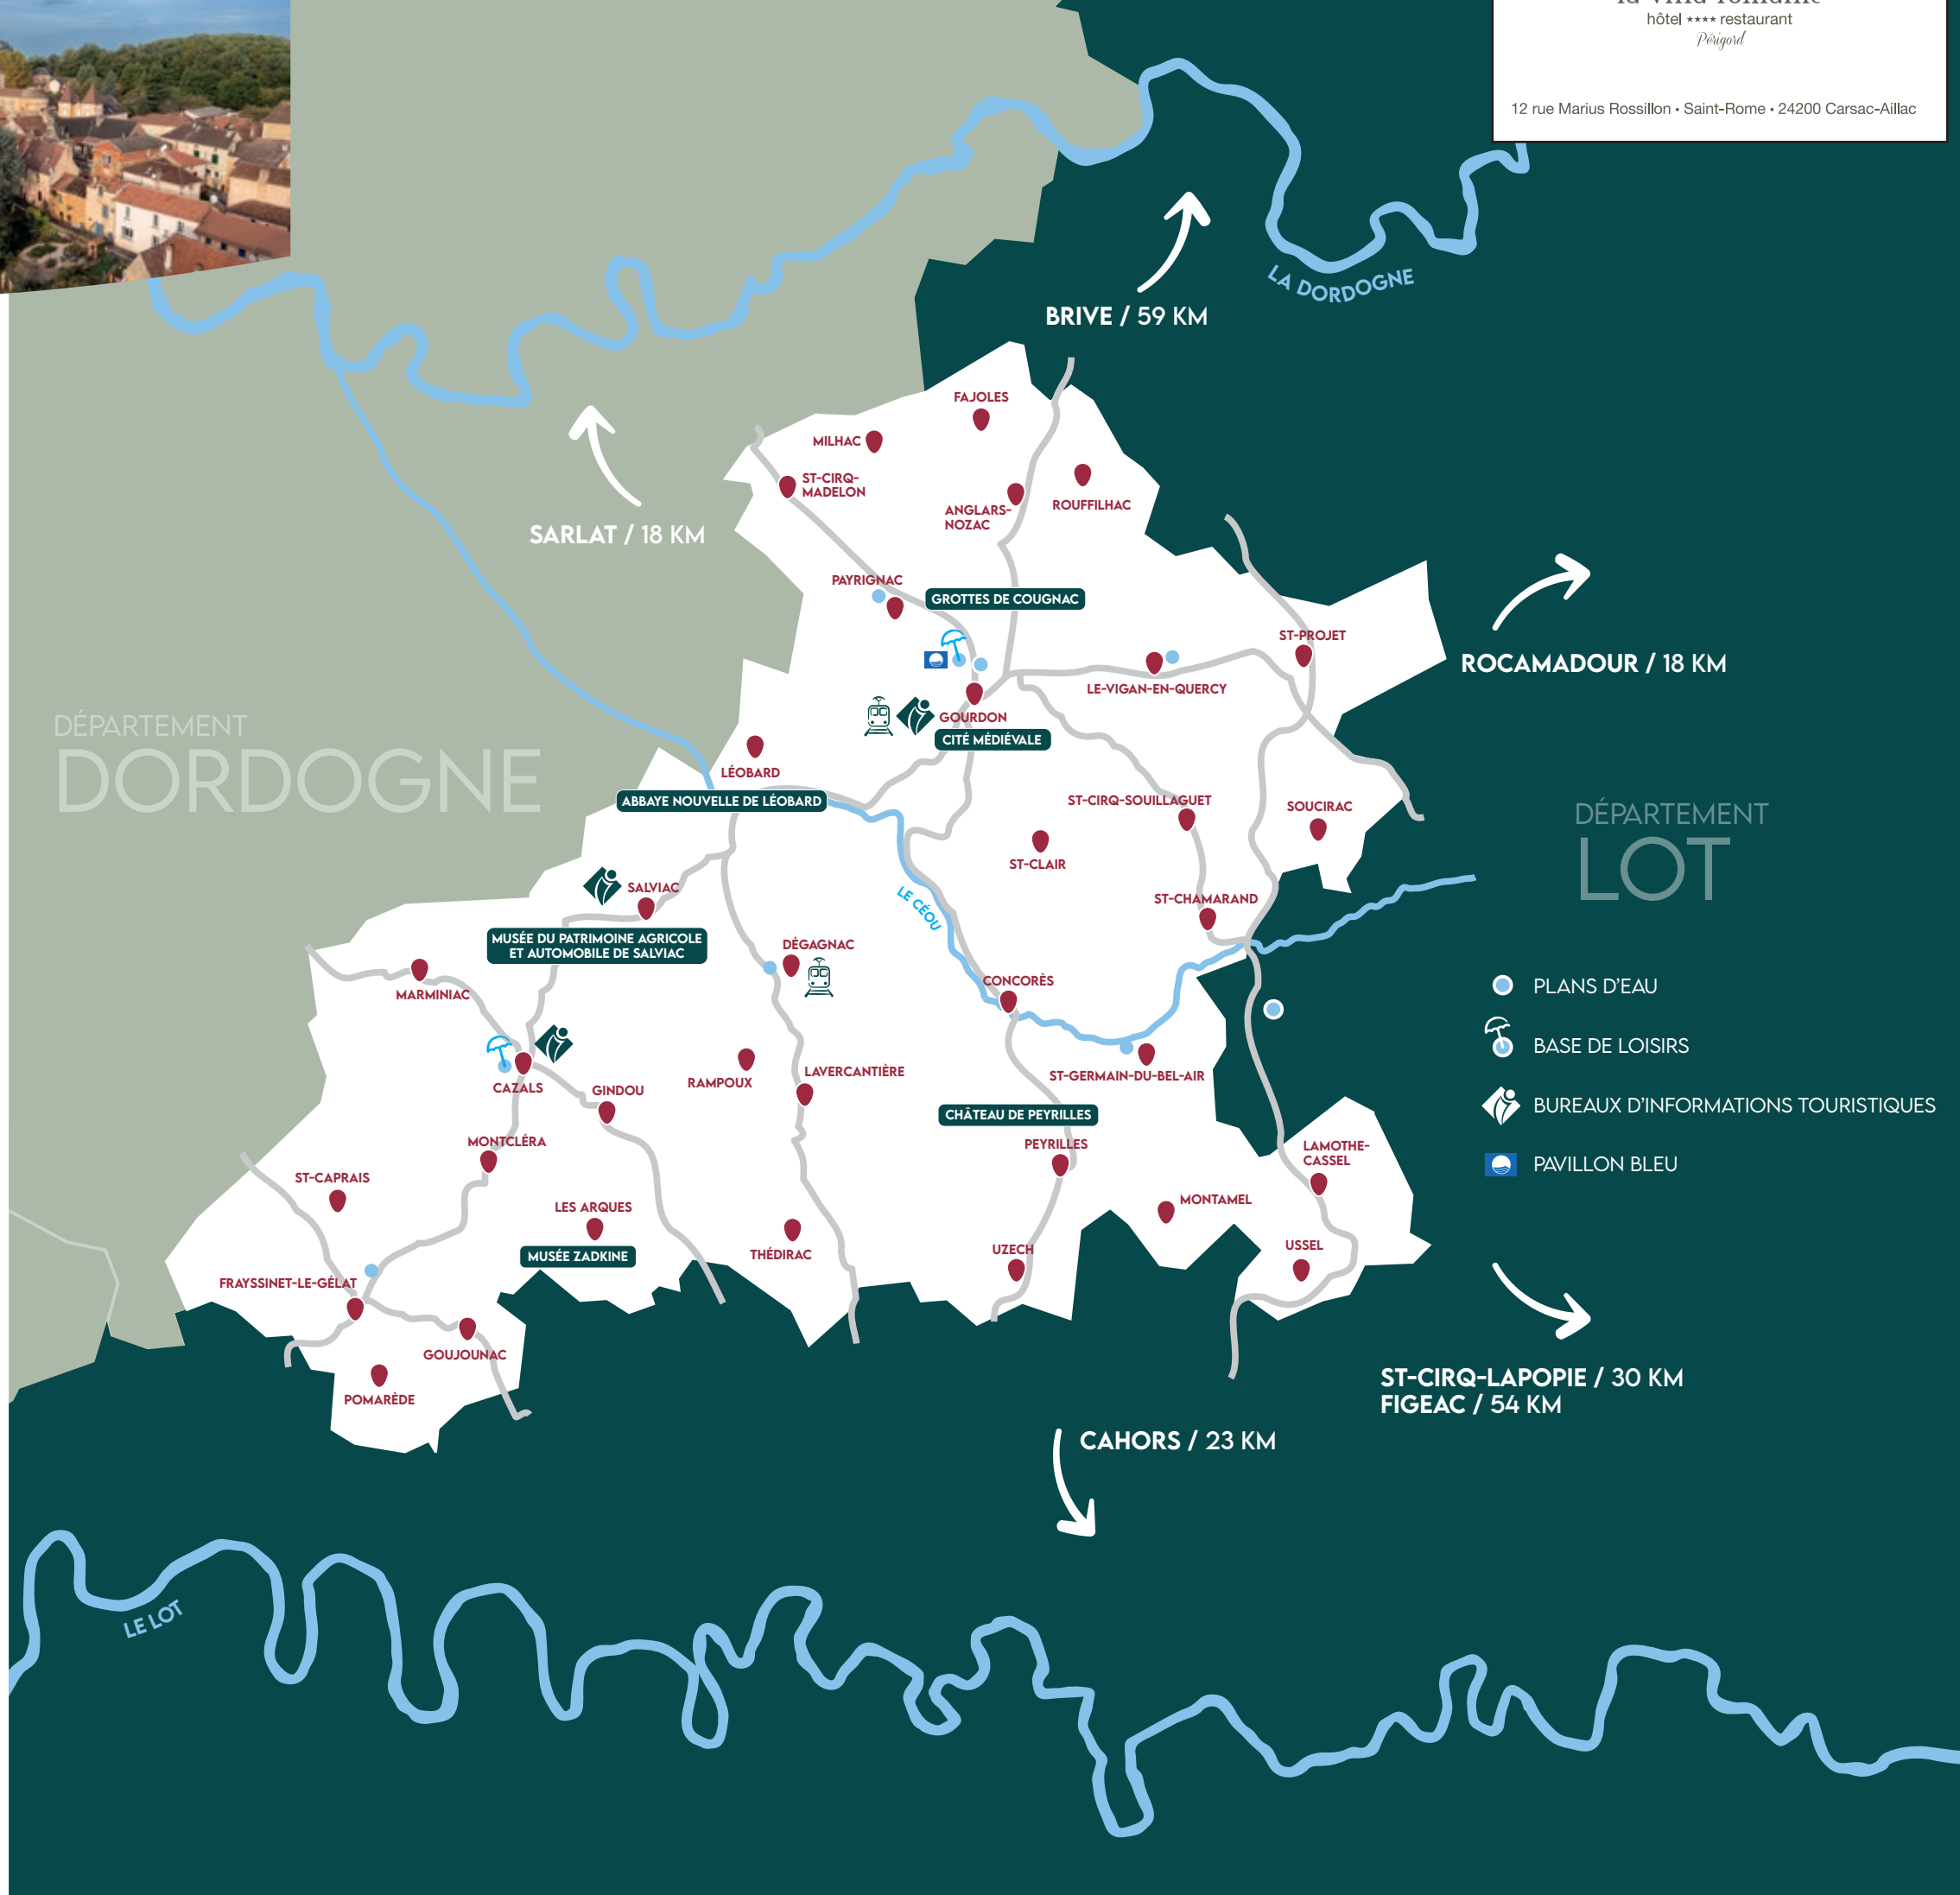 hôtel ★★★★ restaurant
Périgord
12 rue Marius Rossillon • Saint-Rome • 24200 Carsac-Aillac
LA DORDOGNE
BRIVE / 59 KM
FAJOLES
MILHAC
ST-CIRQ-
MADELON
ANGLARS-
NOZAC
ROUFFILHAC
SARLAT / 18 KM
PAYRIGNAC
GROTTES DE COUGNAC
ST-PROJET
ROCAMADOUR / 18 KM
LE-VIGAN-EN-QUERCY
GOURDON
CITÉ MÉDIÉVALE
DÉPARTEMENT
DORDOGNE
LÉOBARD
ABBAYE NOUVELLE DE LÉOBARD
ST-CIRQ-SOUILLAGUET
SOUCIRAC
DÉPARTEMENT
LOT
ST-CLAIR
SALVIAC
LE CÉOU
ST-CHAMARAND
MUSÉE DU PATRIMOINE AGRICOLE
ET AUTOMOBILE DE SALVIAC
DÉGAGNAC
MARMINIAC
CONCORÈS
PLANS D'EAU
BASE DE LOISIRS
BUREAUX D'INFORMATIONS TOURISTIQUES
PAVILLON BLEU
CAZALS
GINDOU
RAMPOUX
LAVERCANTIÈRE
ST-GERMAIN-DU-BEL-AIR
CHÂTEAU DE PEYRILLES
PEYRILLES
MONTCLÉRA
LAMOTHE-
CASSEL
ST-CAPRAIS
LES ARQUES
MUSÉE ZADKINE
THÉDIRAC
MONTAMEL
UZECH
USSEL
FRAYSSINET-LE-GÉLAT
GOUJOUNAC
POMARÈDE
ST-CIRQ-LAPOPIE / 30 KM
FIGEAC / 54 KM
CAHORS / 23 KM
LE LOT